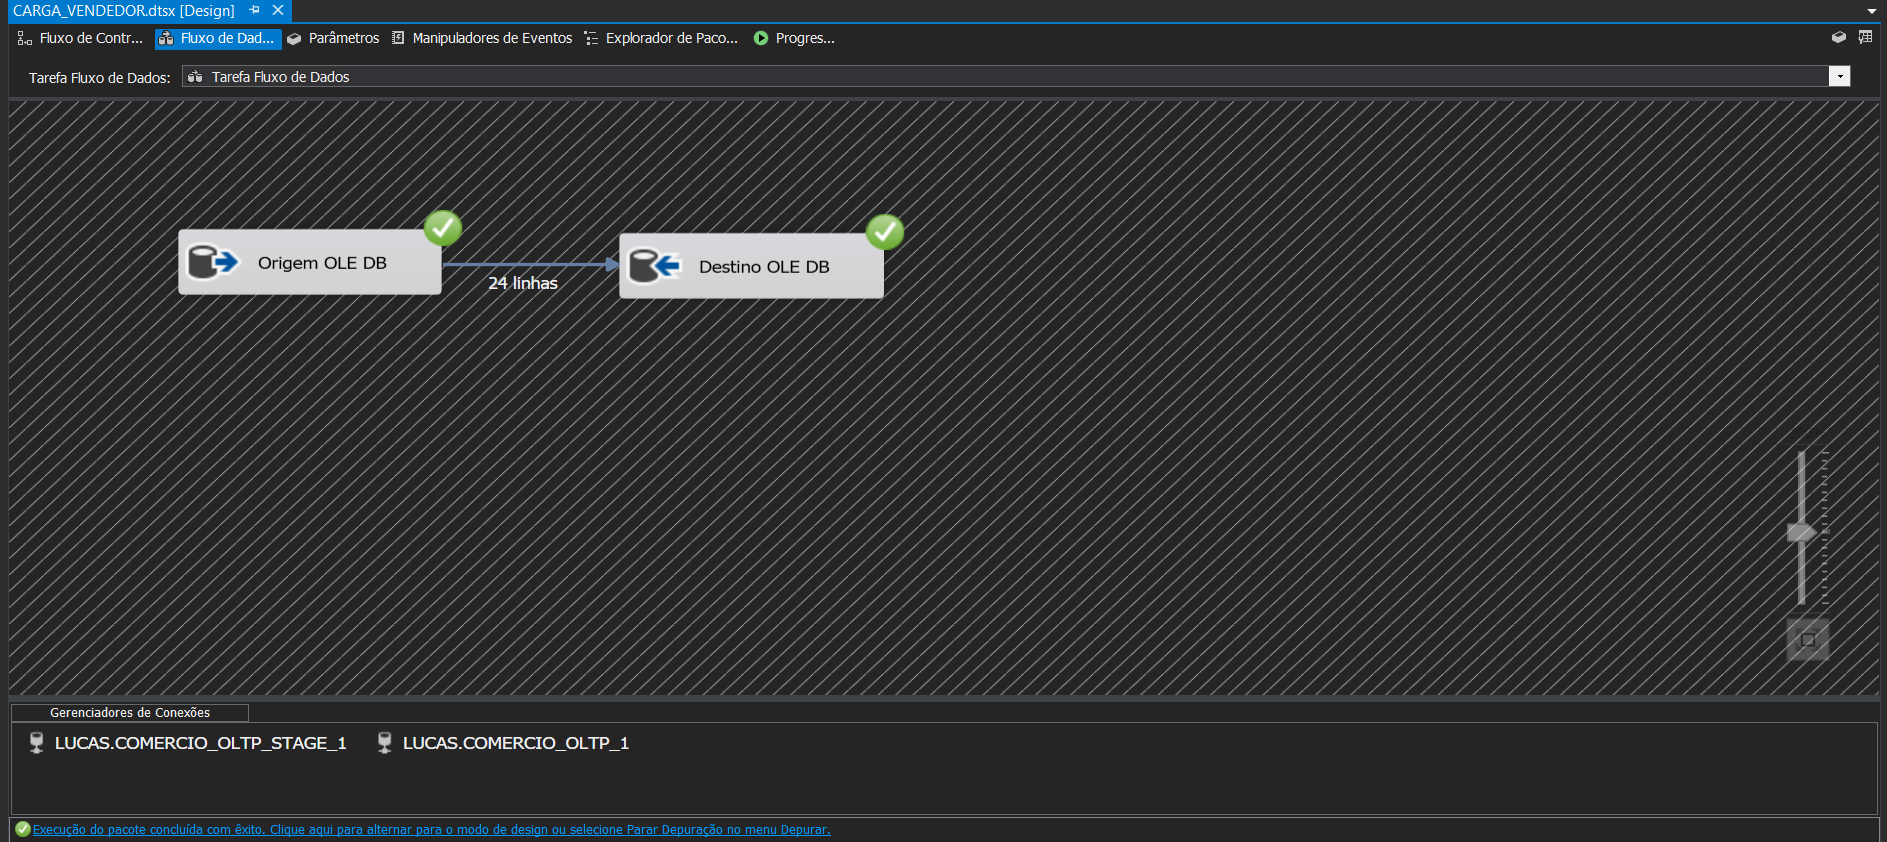 CARGA_VENDEDOR.dtsx [Design]
Fluxo de Contr... Fluxo de Dad... Parâmetros Manipuladores de Eventos Explorador de Paco... Progres...
Tarefa Fluxo de Dados: Tarefa Fluxo de Dados
Origem OLE DB
24 linhas
Destino OLE DB
Gerenciadores de Conexões
LUCAS.COMERCIO_OLTP_STAGE_1 LUCAS.COMERCIO_OLTP_1
Execução do pacote concluída com êxito. Clique aqui para alternar para o modo de design ou selecione Parar Depuração no menu Depurar.